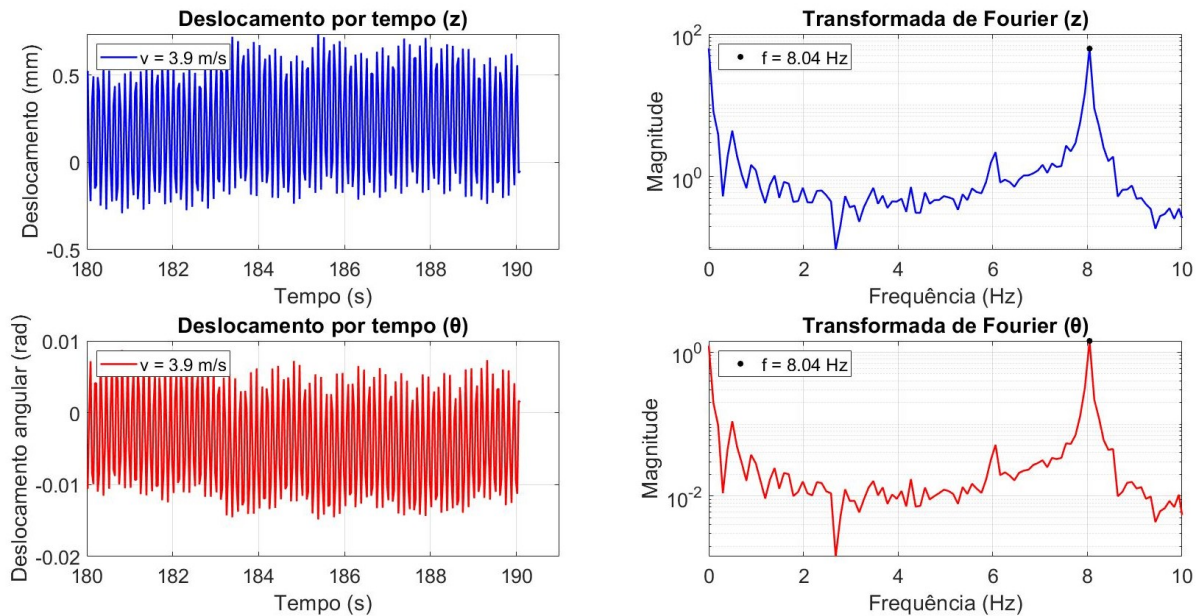 Deslocamento por tempo (z)
v = 3.9 m/s
Deslocamento (mm)
0.5
0
-0.5
180 182 184 186 188 190
Tempo (s)
Transformada de Fourier (z)
f = 8.04 Hz
Magnitude
10^2
10^0
0 2 4 6 8 10
Frequência (Hz)
Deslocamento por tempo (θ)
v = 3.9 m/s
Deslocamento angular (rad)
0.01
0
-0.01
-0.02
180 182 184 186 188 190
Tempo (s)
Transformada de Fourier (θ)
f = 8.04 Hz
Magnitude
10^0
10^-2
0 2 4 6 8 10
Frequência (Hz)